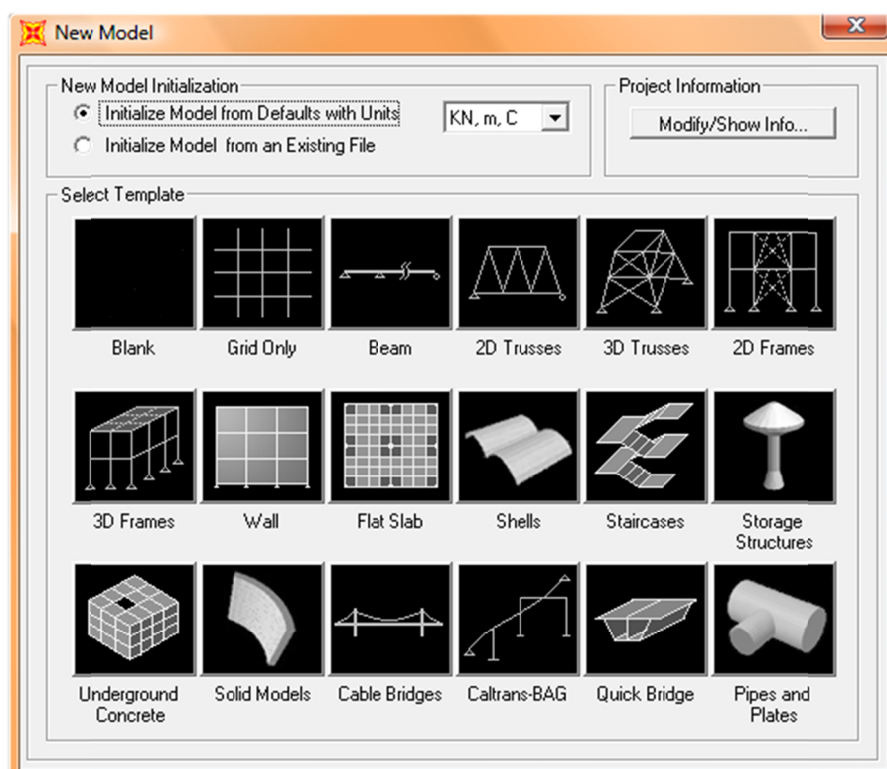 New Model
New Model Initialization
Initialize Model from Defaults with Units
KN, m, C
Initialize Model from an Existing File
Project Information
Modify/Show Info...
Select Template
Blank
Grid Only
Beam
2D Trusses
3D Trusses
2D Frames
3D Frames
Wall
Flat Slab
Shells
Staircases
Storage
Structures
Underground
Concrete
Solid Models
Cable Bridges
Caltrans-BAG
Quick Bridge
Pipes and
Plates